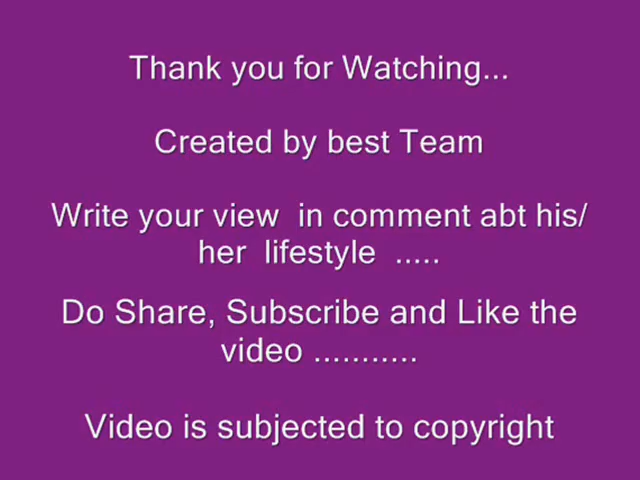 Thank you for Watching...
Created by best Team
Write your view  in comment abt his/
her  lifestyle  .....
Do Share, Subscribe and Like the
video ...........
Video is subjected to copyright